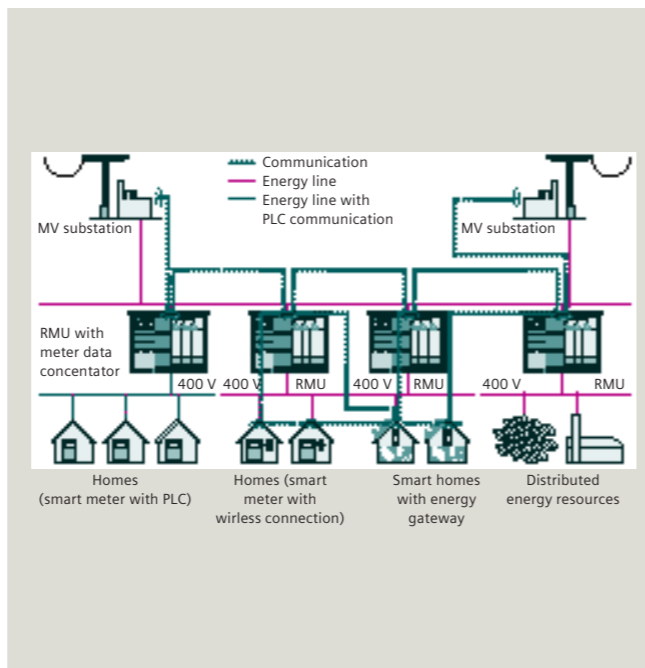 Communication
Energy line
Energy line with
PLC communication
MV substation
MV substation
RMU with
meter data
concentrator
400 V
400 V
RMU
400 V
RMU
400 V
RMU
Homes
(smart meter with PLC)
Homes (smart
meter with
wirless connection)
Smart homes
with energy
gateway
Distributed
energy resources